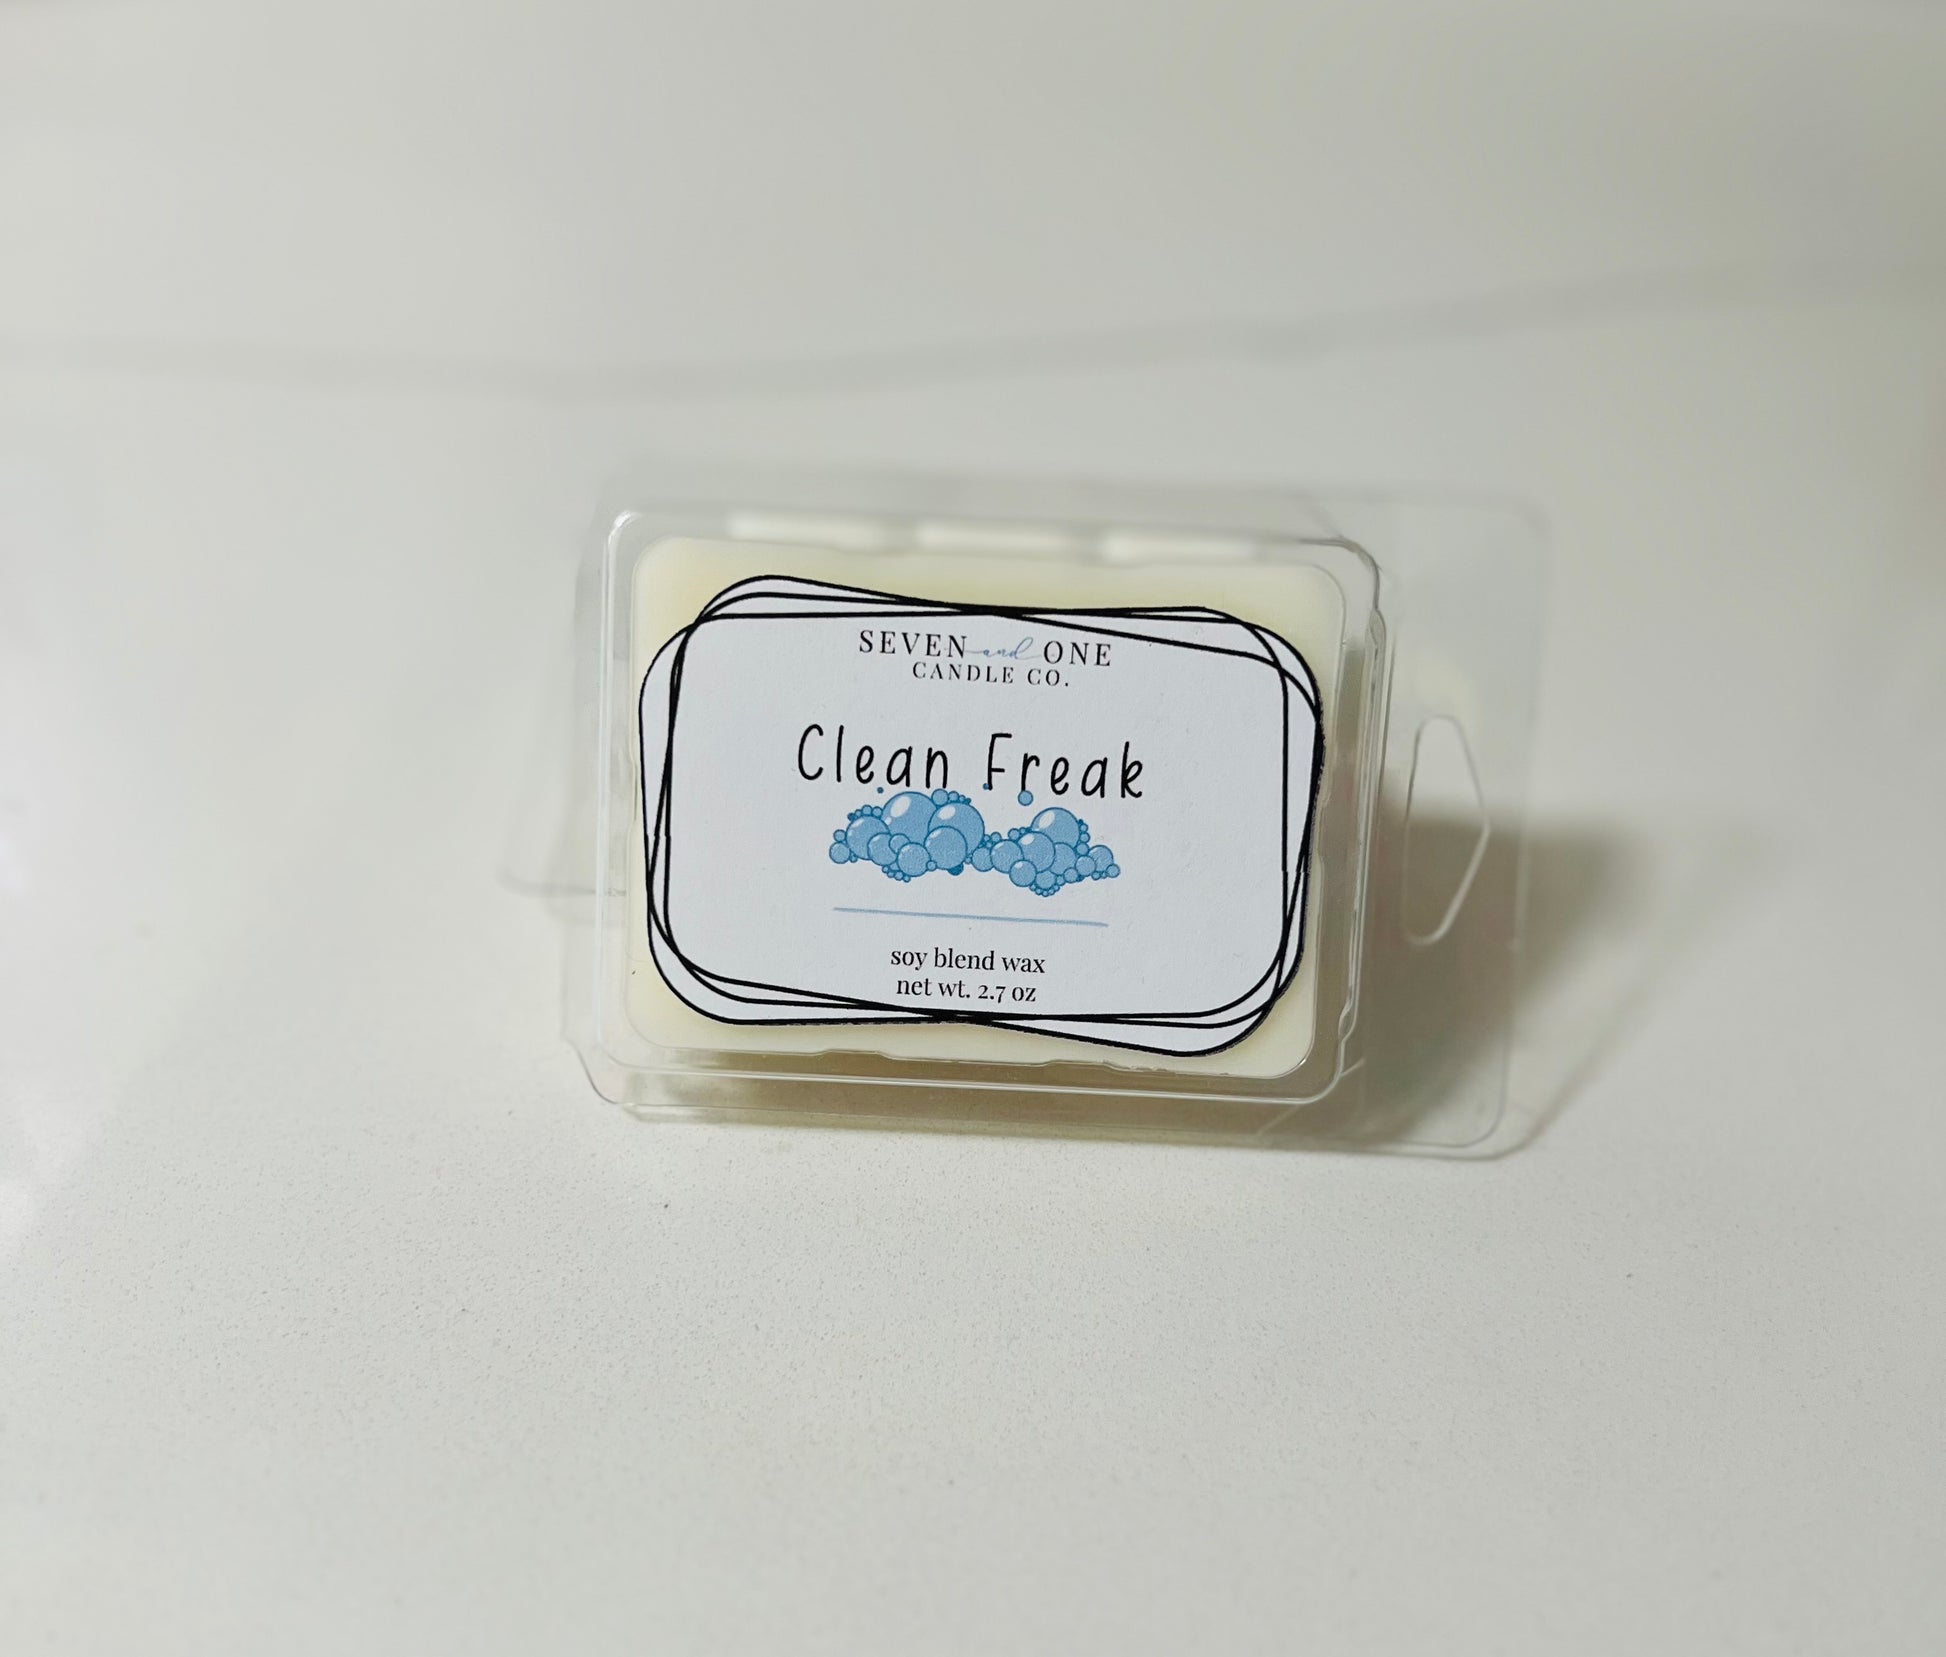 SEVEN and ONE
CANDLE CO.
Clean Freak
soy blend wax
net wt. 2.7 oz